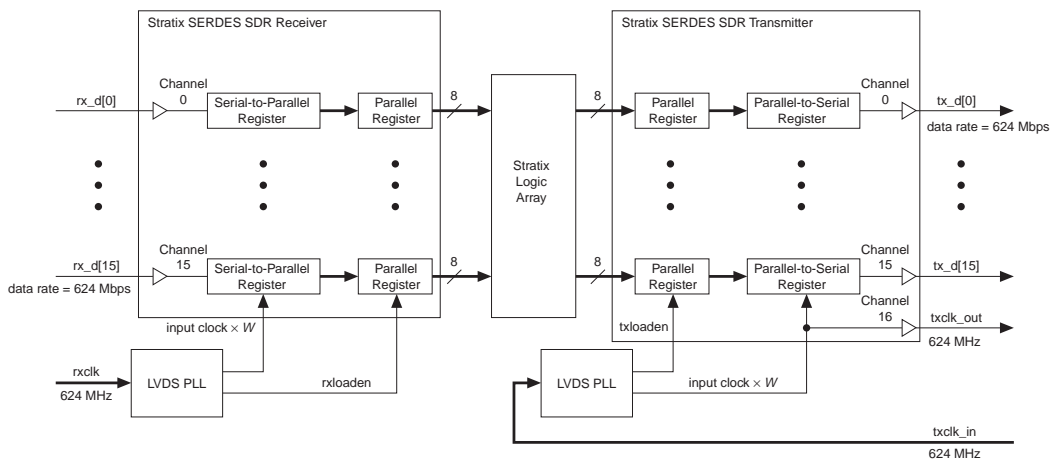 Stratix SERDES SDR Receiver
Stratix SERDES SDR Transmitter
rx_d[0]
Channel
0
Serial-to-Parallel
Register
Parallel
Register
8
8
Parallel
Register
Parallel-to-Serial
Register
Channel
0
tx_d[0]
data rate = 624 Mbps
Stratix
Logic
Array
rx_d[15]
data rate = 624 Mbps
Channel
15
Serial-to-Parallel
Register
Parallel
Register
8
8
Parallel
Register
Parallel-to-Serial
Register
Channel
15
tx_d[15]
Channel
16
txclk_out
624 MHz
input clock × W
txloaden
rxclk
624 MHz
LVDS PLL
rxloaden
LVDS PLL
input clock × W
txclk_in
624 MHz